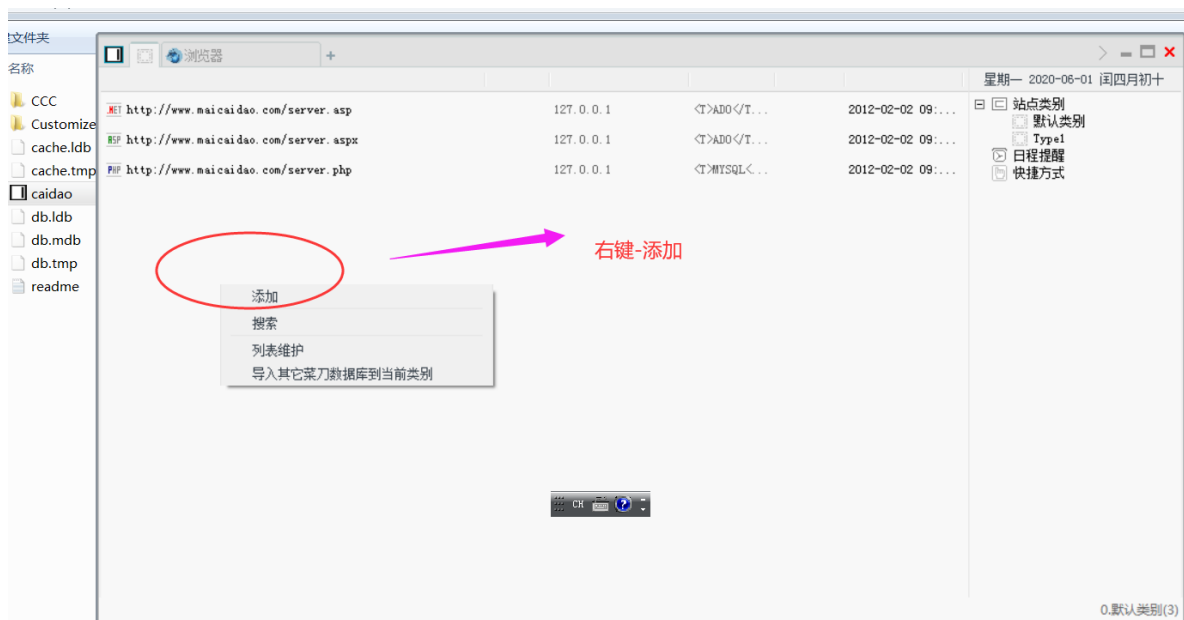 文件夹
名称
CCC
Customize
cache.ldb
cache.tmp
caidao
db.ldb
db.mdb
db.tmp
readme
浏览器 +
星期一 2020-06-01 闰四月初十
http://www.maicaidao.com/server.asp 127.0.0.1 <T>ADO</T... 2012-02-02 09:...
http://www.maicaidao.com/server.aspx 127.0.0.1 <T>ADO</T... 2012-02-02 09:...
http://www.maicaidao.com/server.php 127.0.0.1 <T>MYSQL<... 2012-02-02 09:...
站点类别
默认类别
Type1
日程提醒
快捷方式
右键-添加
添加
搜索
列表维护
导入其它菜刀数据库到当前类别
CH
0.默认类别(3)